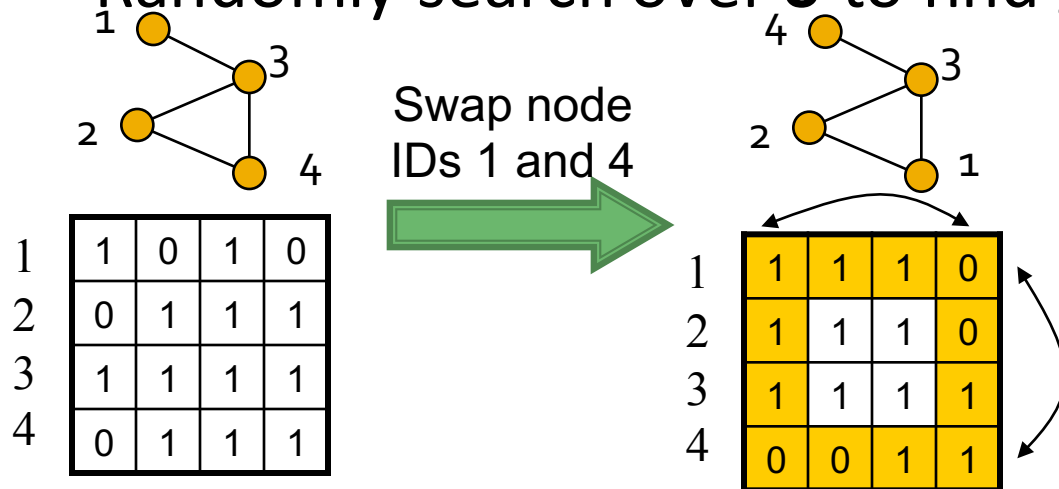 Randomly search over σ to find
1
3
2
4
Swap node
IDs 1 and 4
4
3
2
1
1 1 0 1 0
2 0 1 1 1
3 1 1 1 1
4 0 1 1 1
1 1 1 1 0
2 1 1 1 0
3 1 1 1 1
4 0 0 1 1